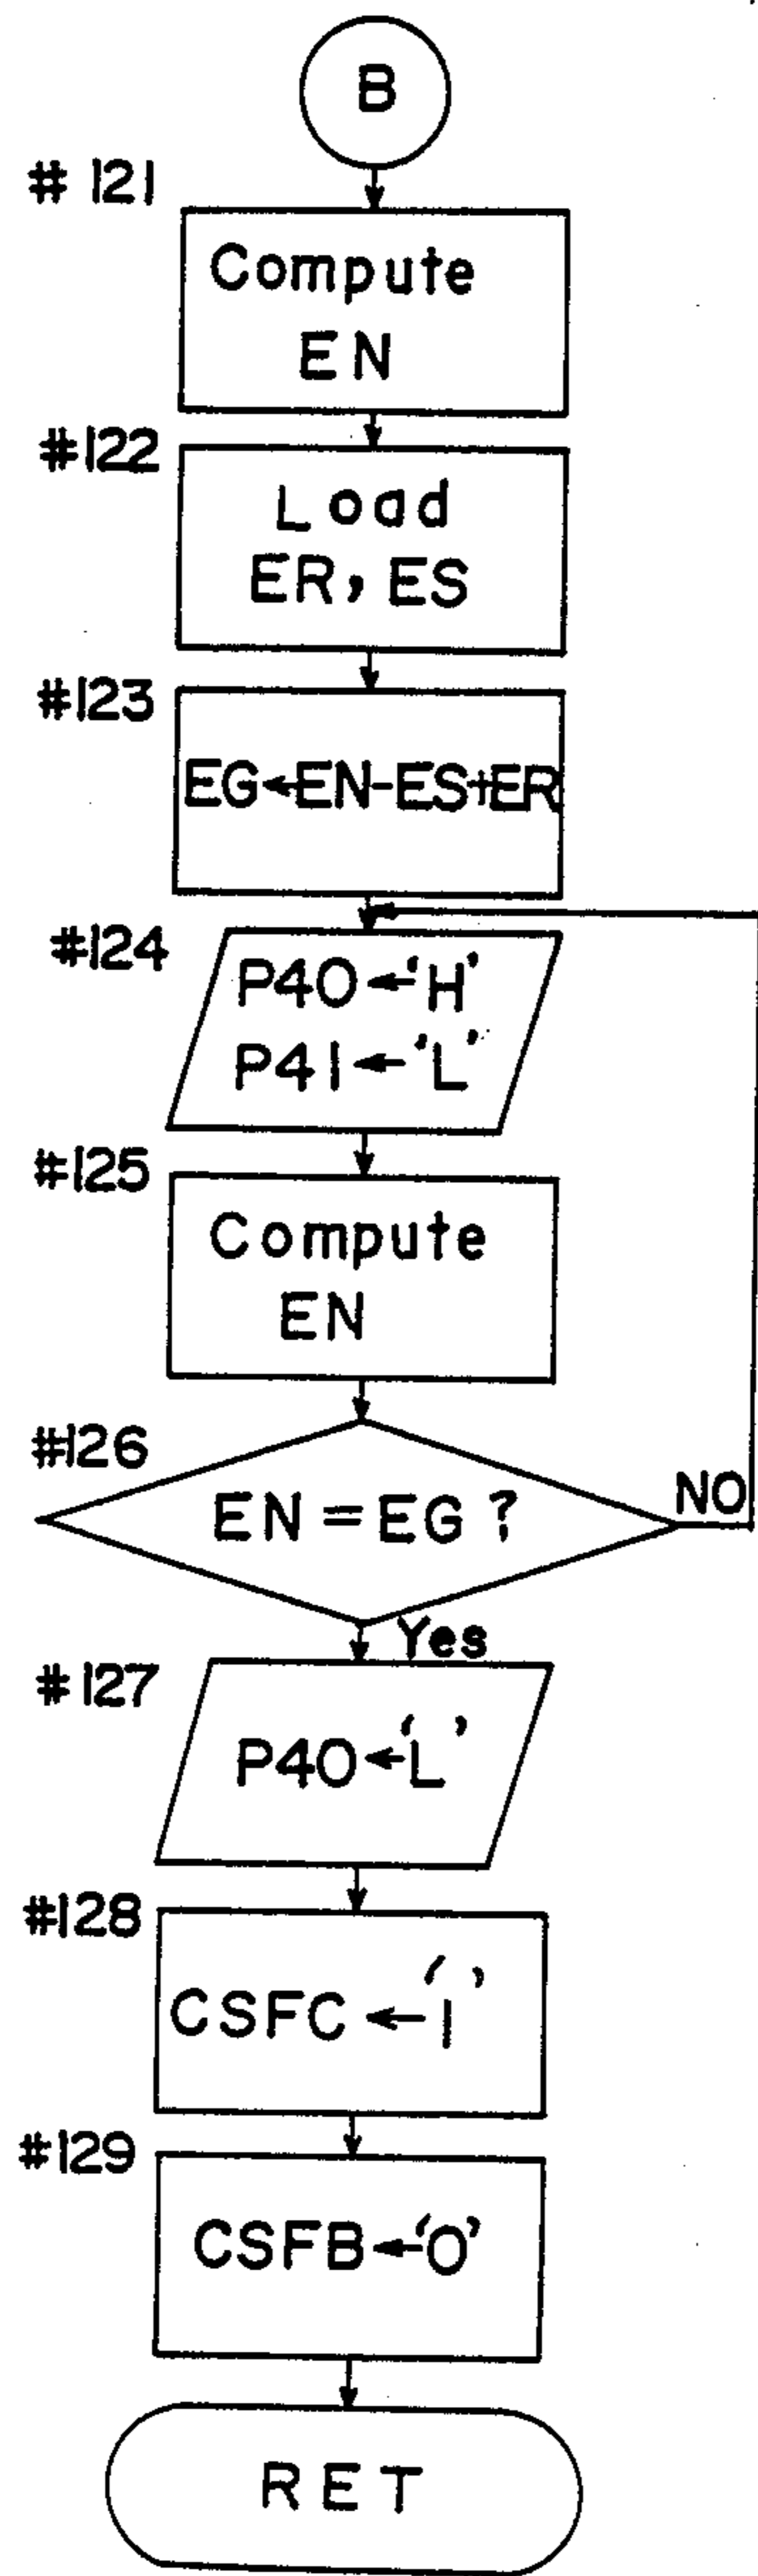 B
# 121
Compute
EN
#122
Load
ER, ES
#123
EG←EN-ES+ER
#124
P40←'H'
P41←'L'
#125
Compute
EN
#126
EN=EG?
NO
Yes
#127
P40←'L'
#128
CSFC←'1'
#129
CSFB←'0'
RET